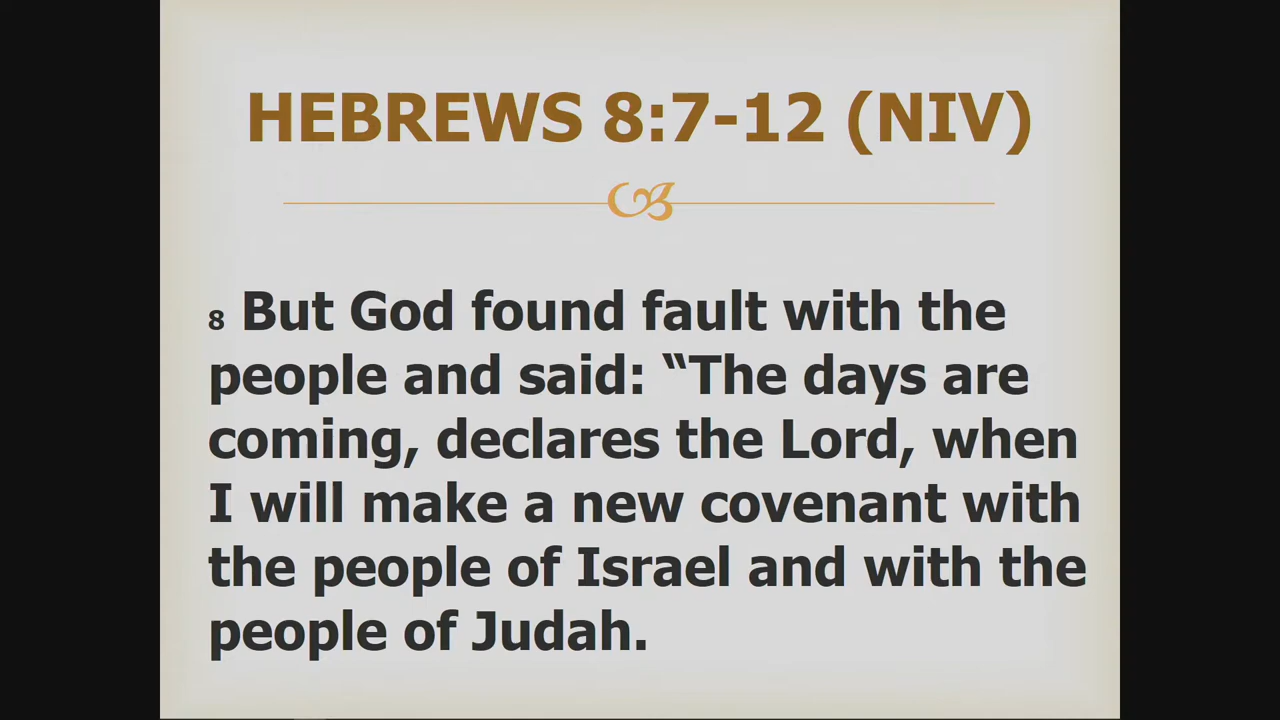 HEBREWS 8:7-12 (NIV)
8 But God found fault with the
people and said: “The days are
coming, declares the Lord, when
I will make a new covenant with
the people of Israel and with the
people of Judah.